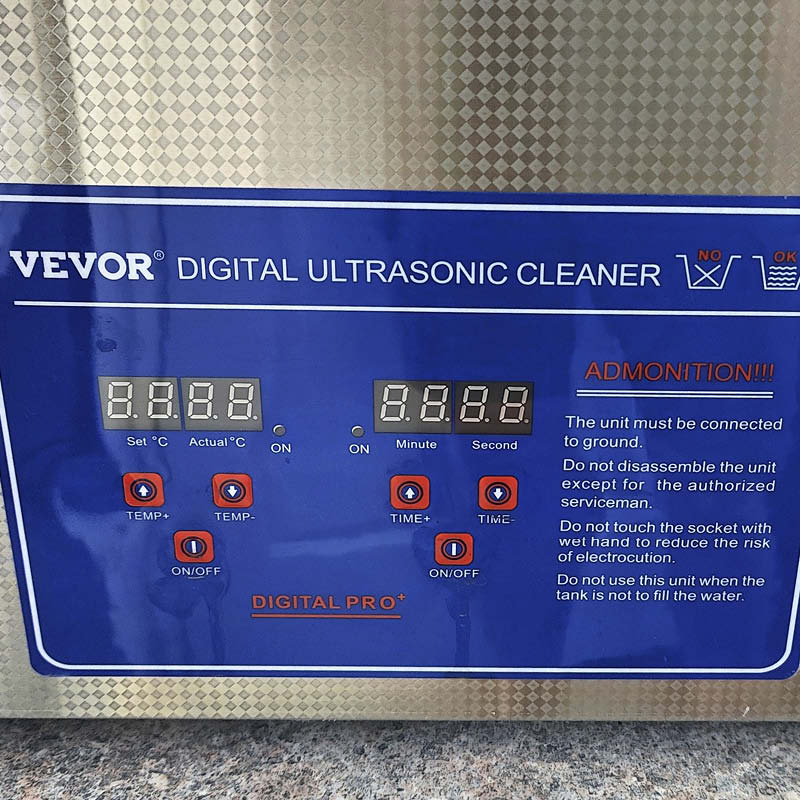 VEVOR® DIGITAL ULTRASONIC CLEANER NO OK
ADMONITION!!!
Set °C Actual °C ON ON Minute Second
The unit must be connected
to ground.
Do not disassemble the unit
except for the authorized
serviceman.
Do not touch the socket with
wet hand to reduce the risk
of electrocution.
Do not use this unit when the
tank is not to fill the water.
TEMP+ TEMP- TIME+ TIME-
ON/OFF ON/OFF
DIGITAL PRO+